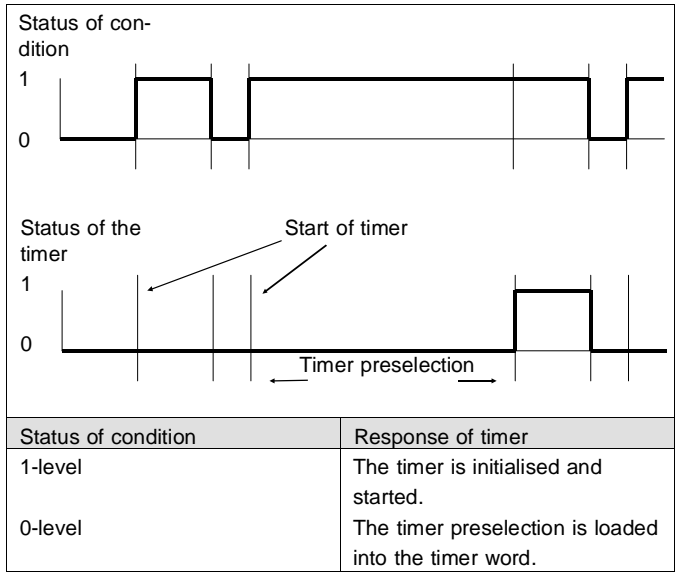 Status of con-
dition
1
0
Status of the
timer
Start of timer
1
0
Timer preselection
Status of condition
Response of timer
1-level
The timer is initialised and
started.
0-level
The timer preselection is loaded
into the timer word.